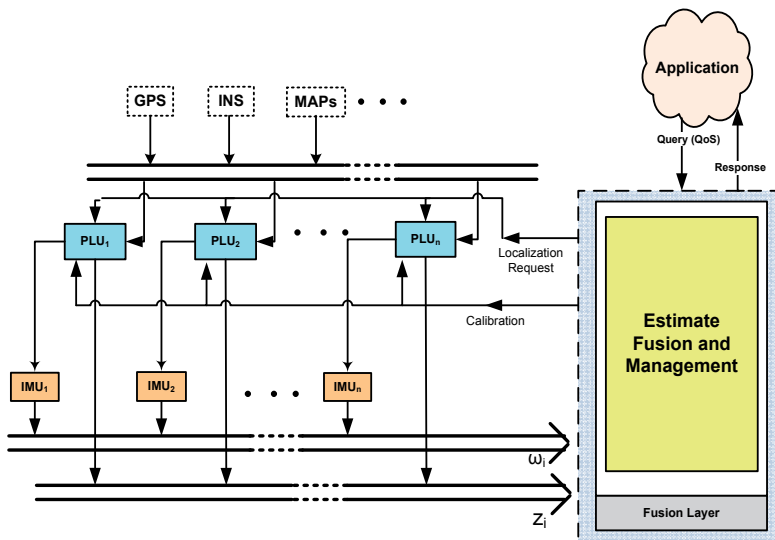 Application
GPS
INS
MAPs
Query (QoS)
Response
PLU1
PLU2
PLUn
Localization
Request
Calibration
Estimate
Fusion and
Management
IMU1
IMU2
IMUn
ωi
zi
Fusion Layer